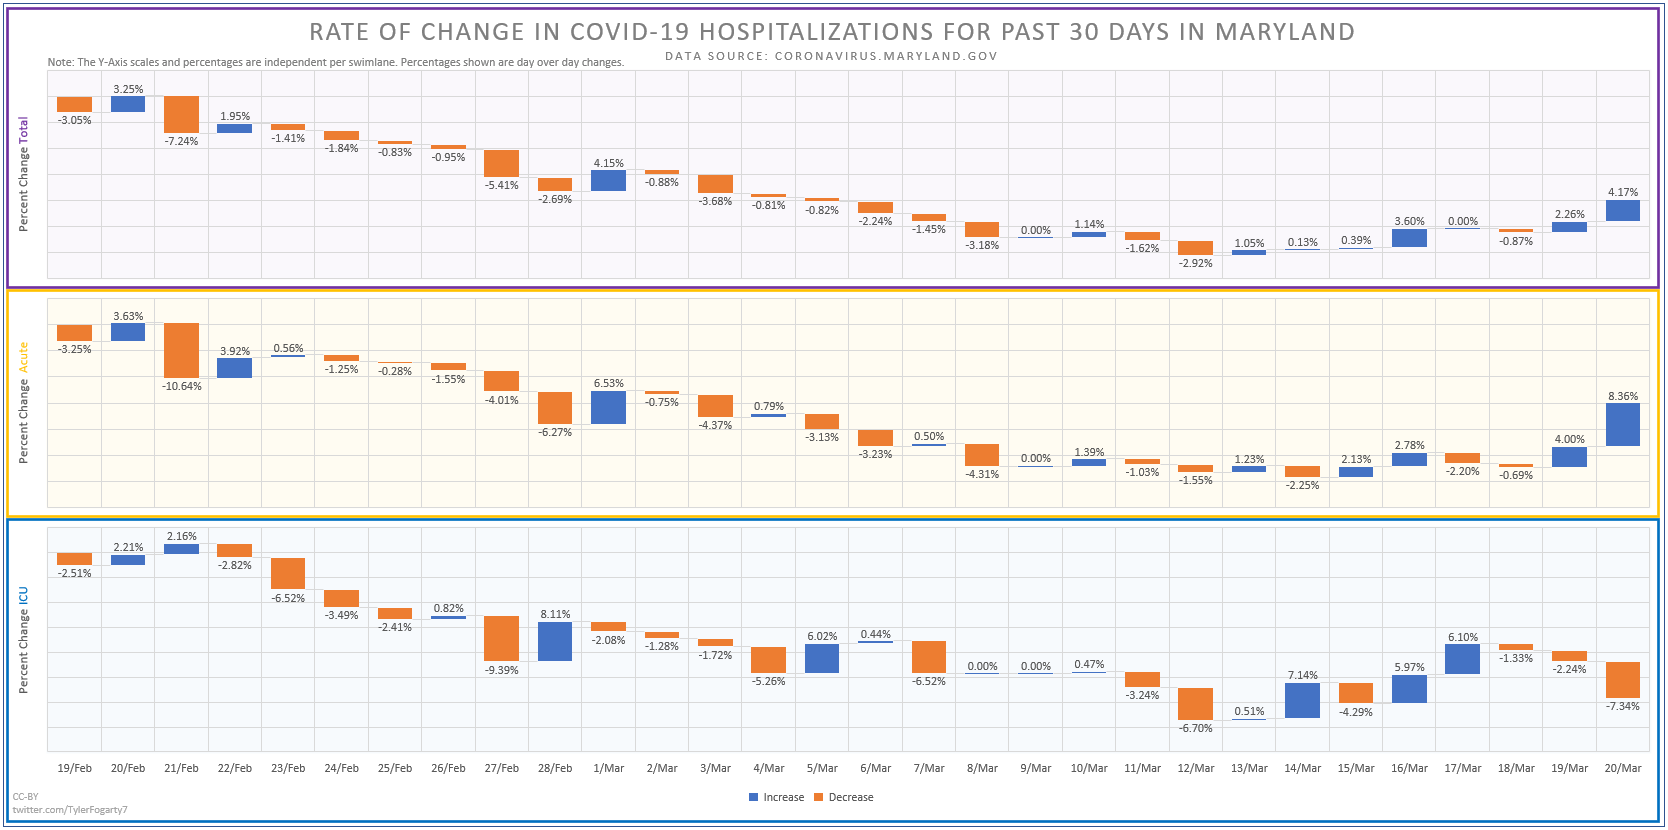 RATE OF CHANGE IN COVID-19 HOSPITALIZATIONS FOR PAST 30 DAYS IN MARYLAND
DATA SOURCE: CORONAVIRUS.MARYLAND.GOV
Note: The Y-Axis scales and percentages are independent per swimlane. Percentages shown are day over day changes.
Percent Change Total
-3.05% 3.25% -7.24% 1.95% -1.41% -1.84% -0.83% -0.95% -5.41% -2.69% 4.15% -0.88% -3.68% -0.81% -0.82% -2.24% -1.45% -3.18% 0.00% 1.14% -1.62% -2.92% 1.05% 0.13% 0.39% 3.60% 0.00% -0.87% 2.26% 4.17%
Percent Change Acute
-3.25% 3.63% -10.64% 3.92% 0.56% -1.25% -0.28% -1.55% -4.01% -6.27% 6.53% -0.75% -4.37% 0.79% -3.13% -3.23% 0.50% -4.31% 0.00% 1.39% -1.03% -1.55% 1.23% -2.25% 2.13% 2.78% -2.20% -0.69% 4.00% 8.36%
Percent Change ICU
-2.51% 2.21% 2.16% -2.82% -6.52% -3.49% -2.41% 0.82% -9.39% 8.11% -2.08% -1.28% -1.72% -5.26% 6.02% 0.44% -6.52% 0.00% 0.00% 0.47% -3.24% -6.70% 0.51% 7.14% -4.29% 5.97% 6.10% -1.33% -2.24% -7.34%
19/Feb 20/Feb 21/Feb 22/Feb 23/Feb 24/Feb 25/Feb 26/Feb 27/Feb 28/Feb 1/Mar 2/Mar 3/Mar 4/Mar 5/Mar 6/Mar 7/Mar 8/Mar 9/Mar 10/Mar 11/Mar 12/Mar 13/Mar 14/Mar 15/Mar 16/Mar 17/Mar 18/Mar 19/Mar 20/Mar
Increase Decrease
CC-BY
twitter.com/TylerFogarty7